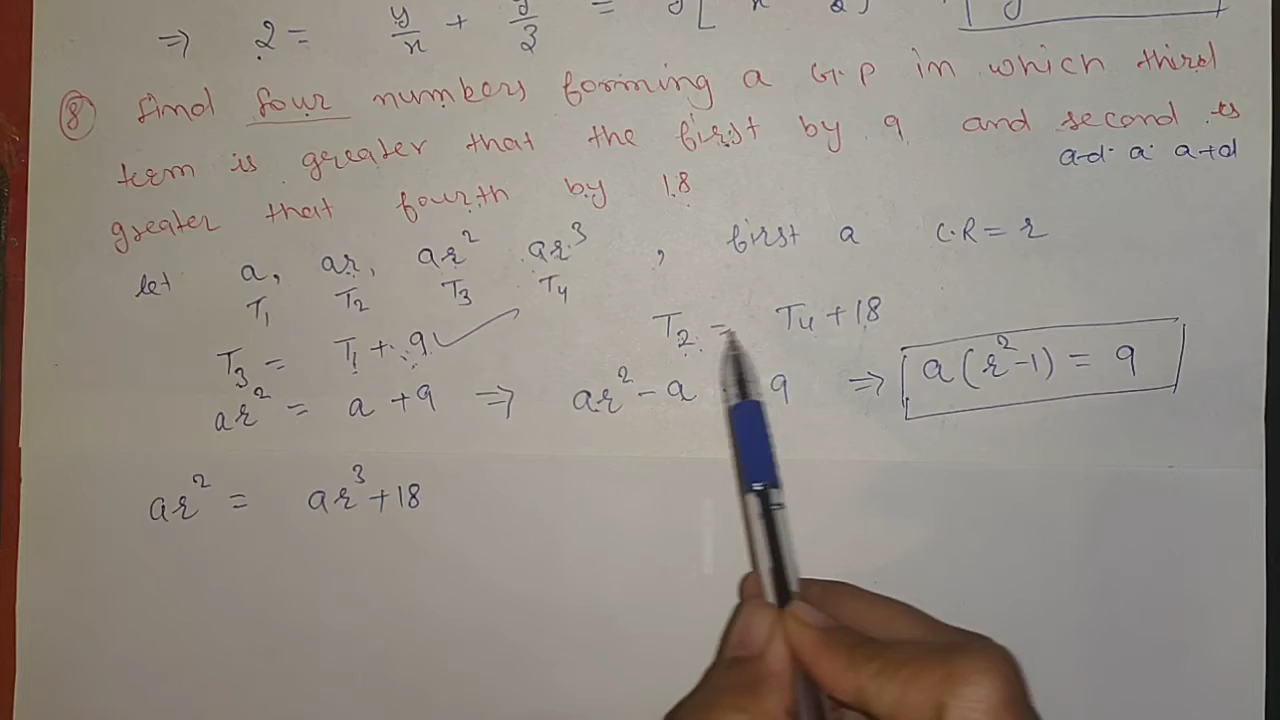 ⇒ 2 = y/x + y/3 =
⑧ find four numbers forming a G.P in which third
term is greater that the first by 9 and second is
a-d. a. a+d
greater that fourth by 18
let a, ar, ar² ar³ , first a C.R = r
T₁ T₂ T₃ T₄
T₃ = T₁ + 9 T₂ = T₄ + 18
ar² = a + 9 ⇒ ar² - a 9 ⇒ a(r² - 1) = 9
ar² = ar³ + 18